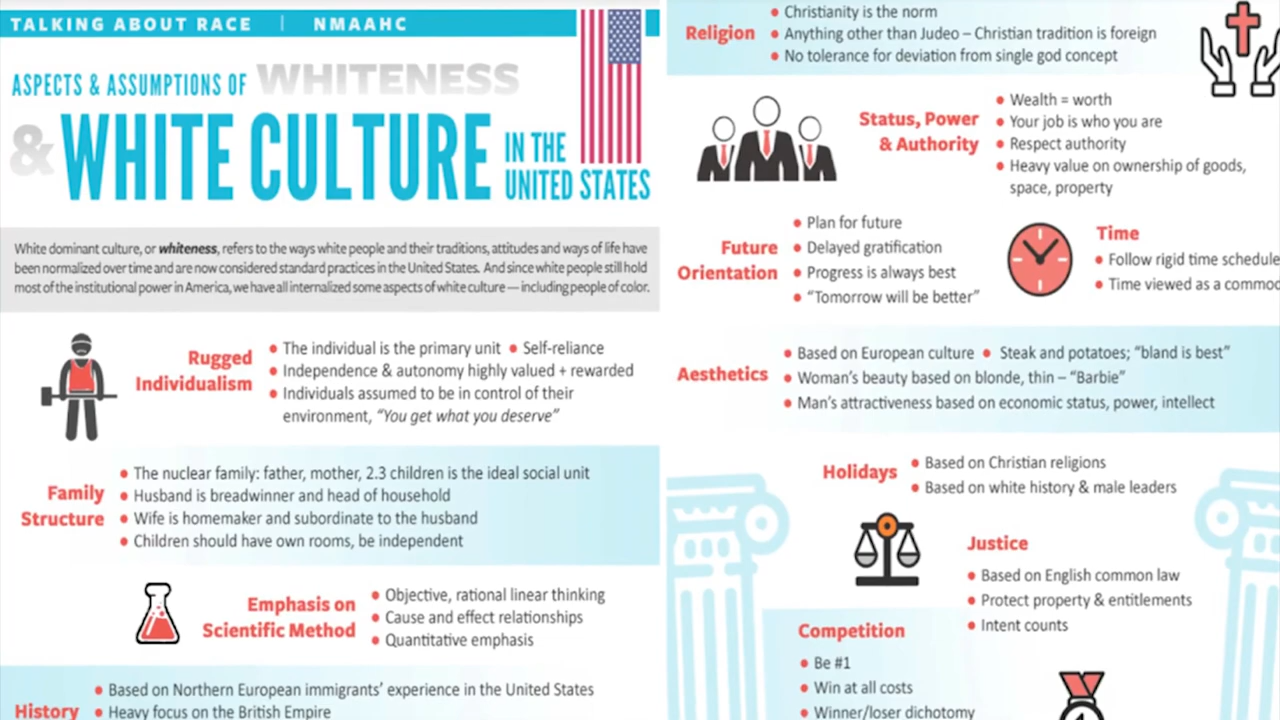 TALKING ABOUT RACE | NMAAHC
ASPECTS & ASSUMPTIONS OF WHITENESS
& WHITE CULTURE IN THE
UNITED STATES
White dominant culture, or whiteness, refers to the ways white people and their traditions, attitudes and ways of life have
been normalized over time and are now considered standard practices in the United States. And since white people still hold
most of the institutional power in America, we have all internalized some aspects of white culture — including people of color.
Rugged
Individualism
• The individual is the primary unit • Self-reliance
• Independence & autonomy highly valued + rewarded
• Individuals assumed to be in control of their
environment, "You get what you deserve"
Family
Structure
• The nuclear family: father, mother, 2.3 children is the ideal social unit
• Husband is breadwinner and head of household
• Wife is homemaker and subordinate to the husband
• Children should have own rooms, be independent
Emphasis on
Scientific Method
• Objective, rational linear thinking
• Cause and effect relationships
• Quantitative emphasis
History
• Based on Northern European immigrants' experience in the United States
• Heavy focus on the British Empire
Religion
• Christianity is the norm
• Anything other than Judeo – Christian tradition is foreign
• No tolerance for deviation from single god concept
Status, Power
& Authority
• Wealth = worth
• Your job is who you are
• Respect authority
• Heavy value on ownership of goods,
space, property
Future
Orientation
• Plan for future
• Delayed gratification
• Progress is always best
• "Tomorrow will be better"
Time
• Follow rigid time schedule
• Time viewed as a commod
Aesthetics
• Based on European culture • Steak and potatoes; "bland is best"
• Woman's beauty based on blonde, thin – "Barbie"
• Man's attractiveness based on economic status, power, intellect
Holidays
• Based on Christian religions
• Based on white history & male leaders
Justice
• Based on English common law
• Protect property & entitlements
• Intent counts
Competition
• Be #1
• Win at all costs
• Winner/loser dichotomy